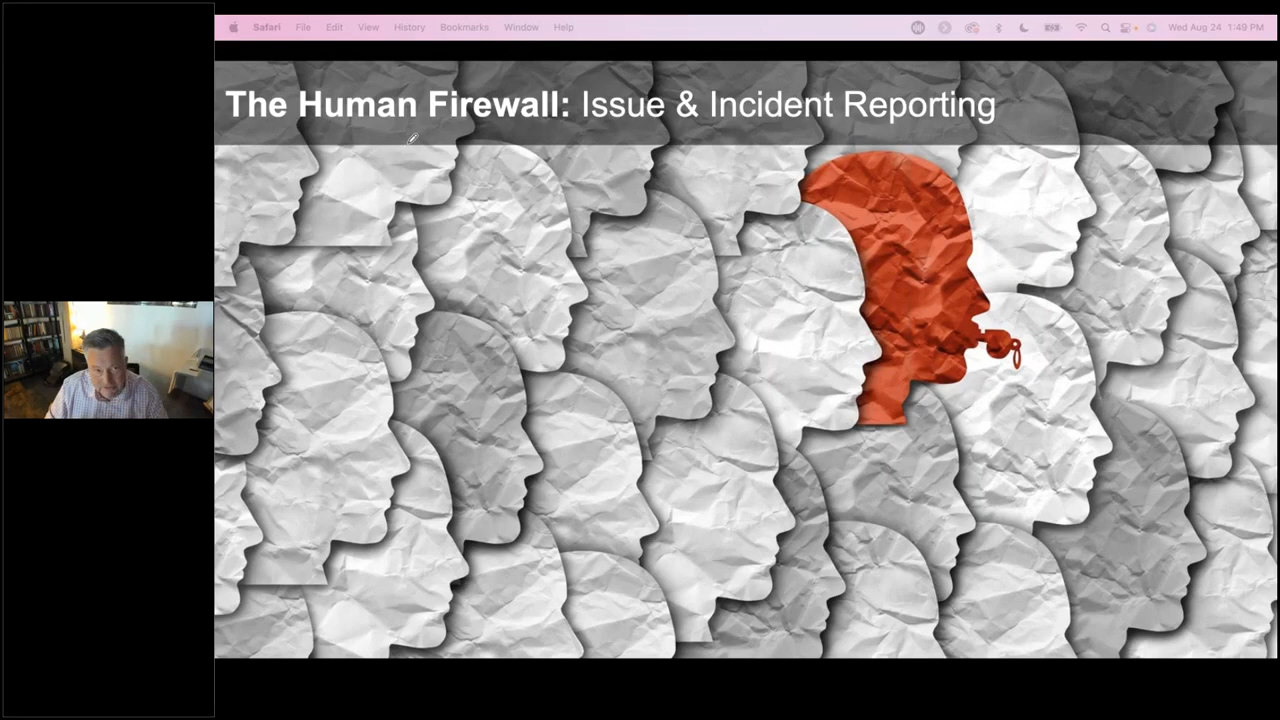 Safari File Edit View History Bookmarks Window Help Wed Aug 24 1:49 PM
The Human Firewall: Issue & Incident Reporting